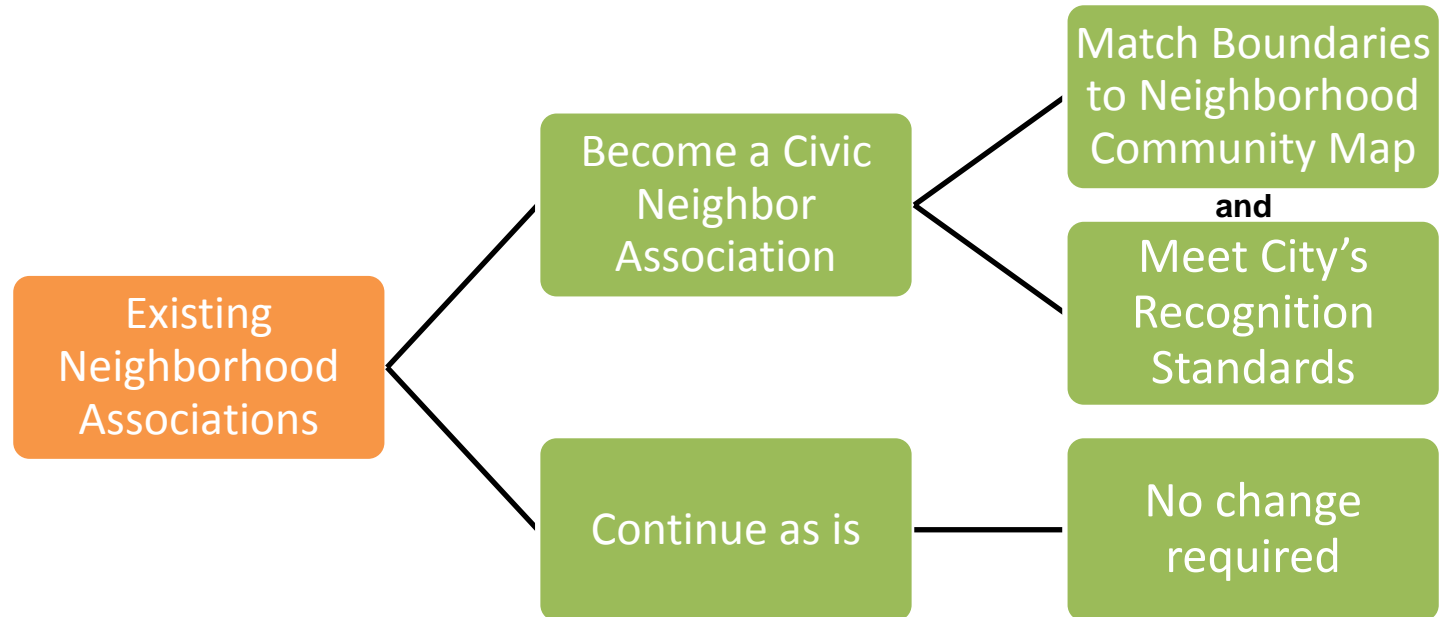 Existing
Neighborhood
Associations
Become a Civic
Neighbor
Association
Match Boundaries
to Neighborhood
Community Map
and
Meet City’s
Recognition
Standards
Continue as is
No change
required